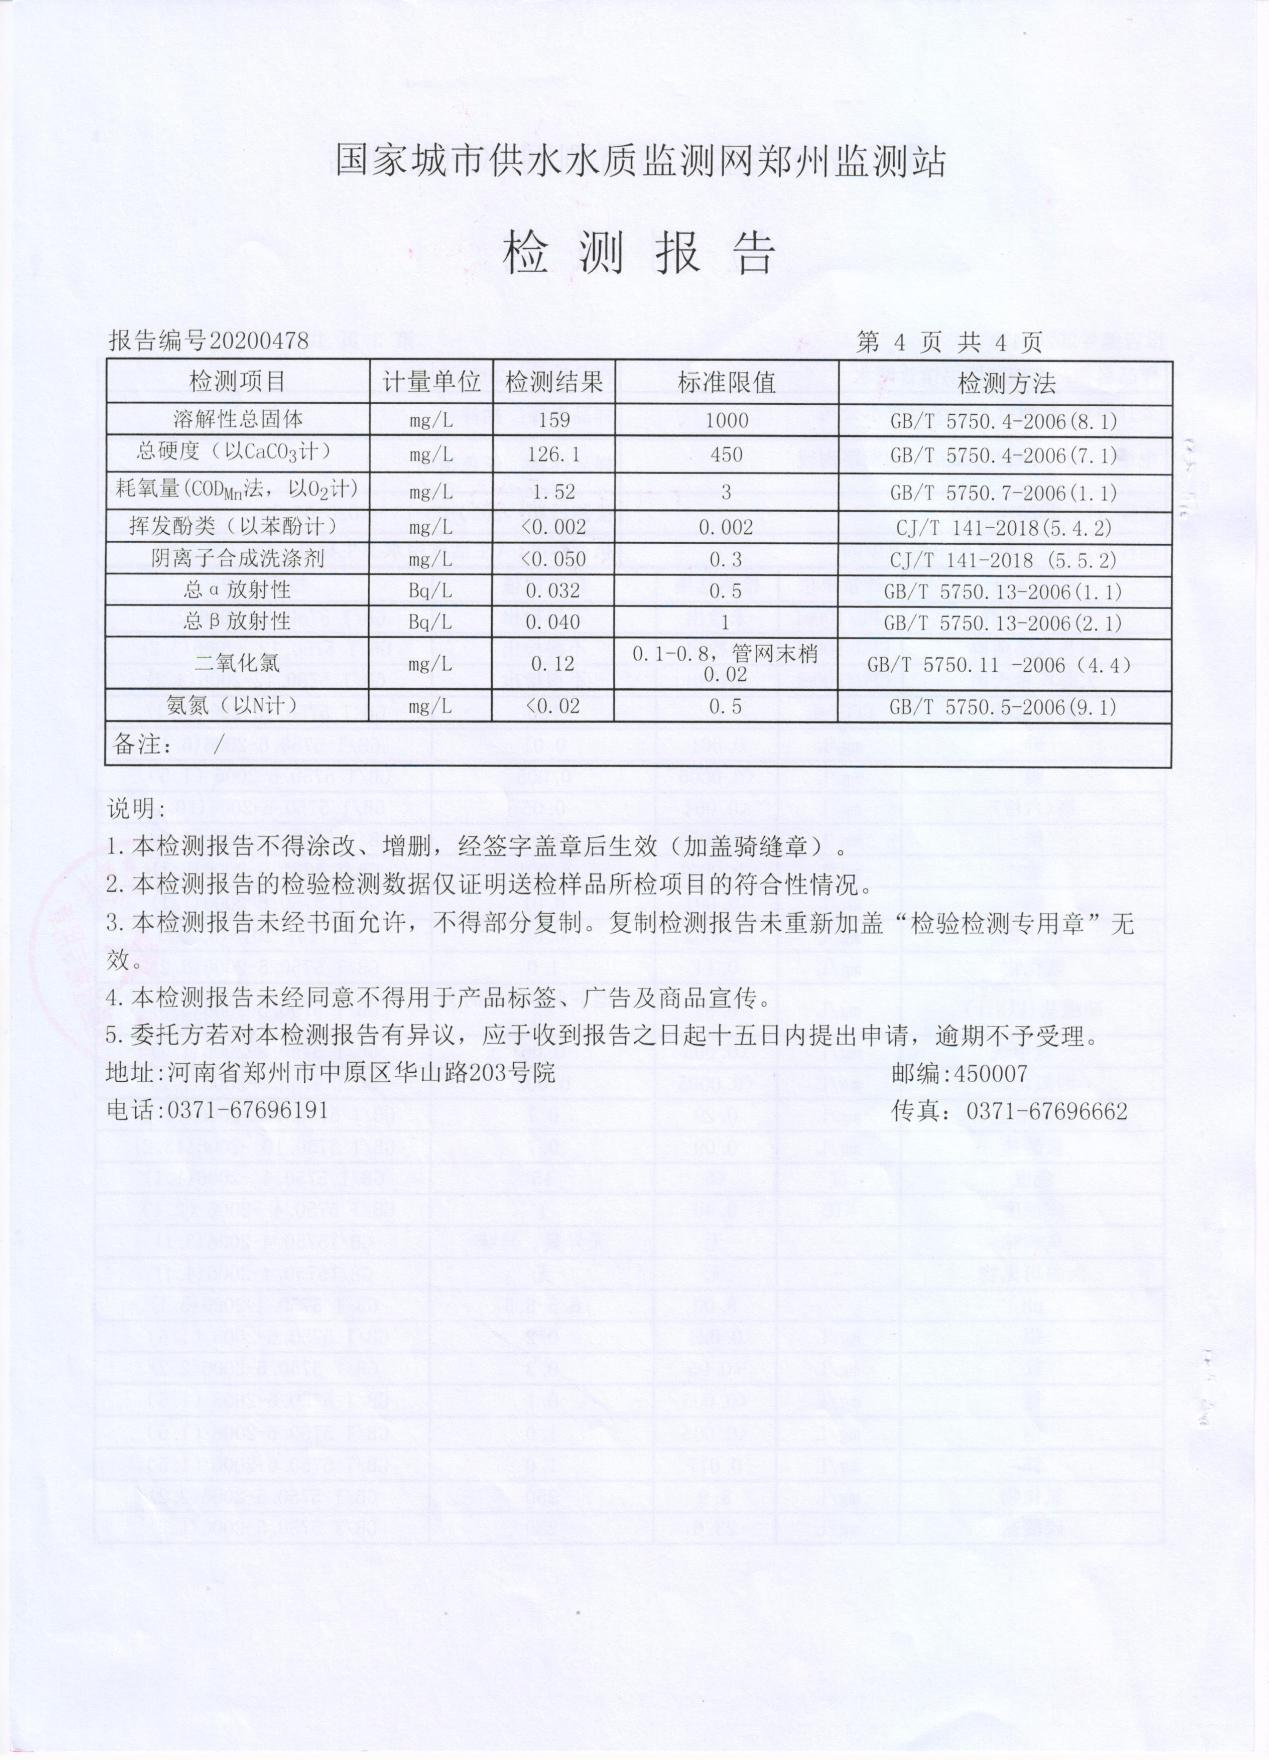 国家城市供水水质监测网郑州监测站
检 测 报 告
报告编号20200478 第 4 页 共 4 页
检测项目 计量单位 检测结果 标准限值 检测方法
溶解性总固体 mg/L 159 1000 GB/T 5750.4-2006(8.1)
总硬度（以CaCO3计） mg/L 126.1 450 GB/T 5750.4-2006(7.1)
耗氧量(CODMn法，以O2计) mg/L 1.52 3 GB/T 5750.7-2006(1.1)
挥发酚类（以苯酚计） mg/L <0.002 0.002 CJ/T 141-2018(5.4.2)
阴离子合成洗涤剂 mg/L <0.050 0.3 CJ/T 141-2018 (5.5.2)
总α放射性 Bq/L 0.032 0.5 GB/T 5750.13-2006(1.1)
总β放射性 Bq/L 0.040 1 GB/T 5750.13-2006(2.1)
二氧化氯 mg/L 0.12 0.1-0.8，管网末梢 0.02 GB/T 5750.11 -2006（4.4）
氨氮（以N计） mg/L <0.02 0.5 GB/T 5750.5-2006(9.1)
备注： /
说明:
1.本检测报告不得涂改、增删，经签字盖章后生效（加盖骑缝章）。
2.本检测报告的检验检测数据仅证明送检样品所检项目的符合性情况。
3.本检测报告未经书面允许，不得部分复制。复制检测报告未重新加盖“检验检测专用章”无
效。
4.本检测报告未经同意不得用于产品标签、广告及商品宣传。
5.委托方若对本检测报告有异议，应于收到报告之日起十五日内提出申请，逾期不予受理。
地址:河南省郑州市中原区华山路203号院 邮编:450007
电话:0371-67696191 传真：0371-67696662